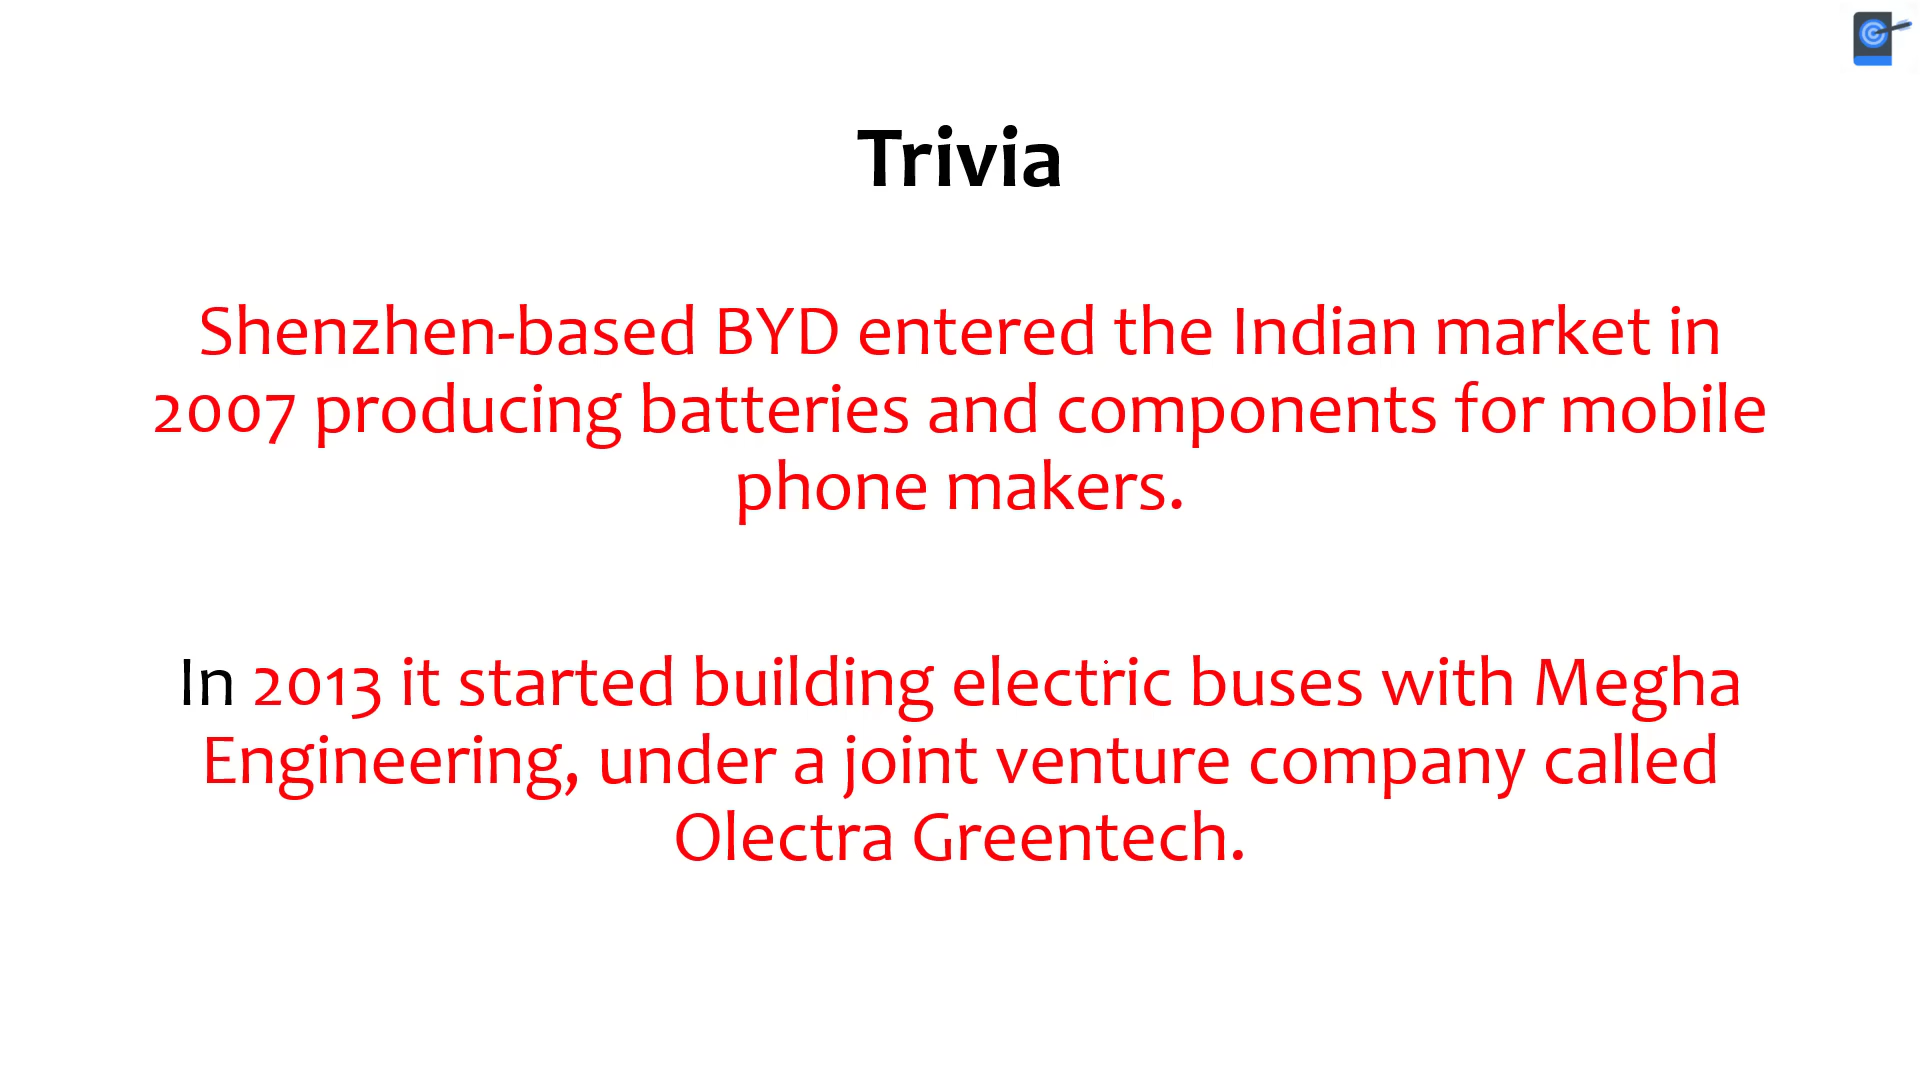 Trivia
Shenzhen-based BYD entered the Indian market in
2007 producing batteries and components for mobile
phone makers.
In 2013 it started building electric buses with Megha
Engineering, under a joint venture company called
Olectra Greentech.